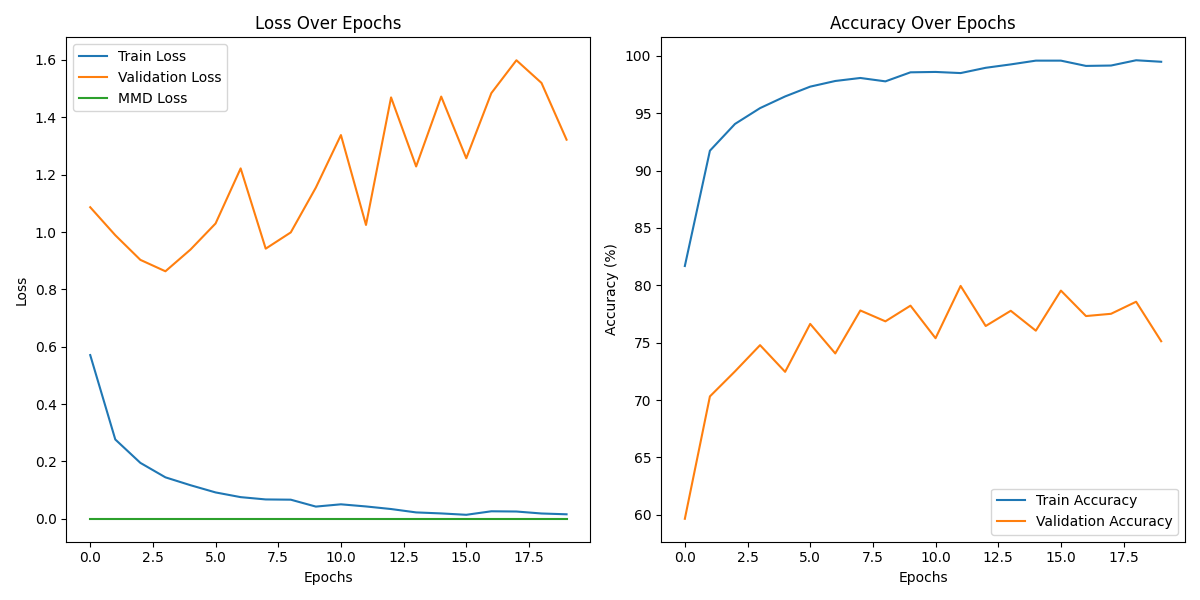 Loss Over Epochs
Train Loss
Validation Loss
MMD Loss
1.6
1.4
1.2
1.0
0.8
0.6
0.4
0.2
0.0
Loss
0.0 2.5 5.0 7.5 10.0 12.5 15.0 17.5
Epochs
Accuracy Over Epochs
100
95
90
85
80
75
70
65
60
Accuracy (%)
Train Accuracy
Validation Accuracy
0.0 2.5 5.0 7.5 10.0 12.5 15.0 17.5
Epochs